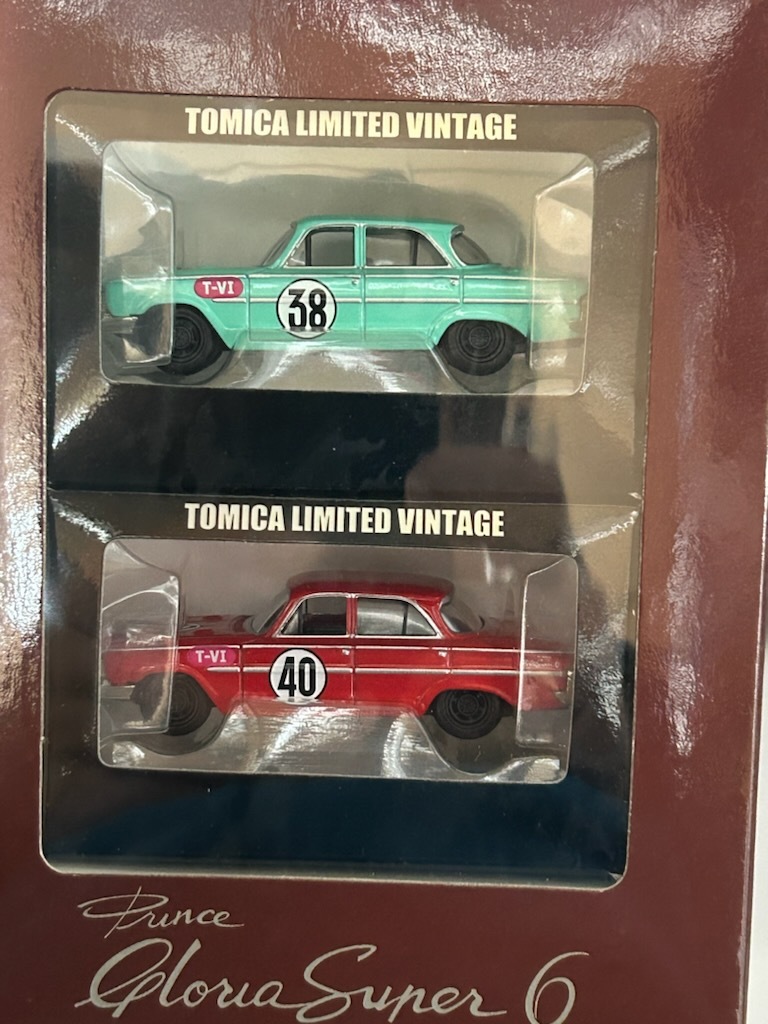 TOMICA LIMITED VINTAGE
T-VI
38
TOMICA LIMITED VINTAGE
T-VI
40
Prince
Gloria Super 6